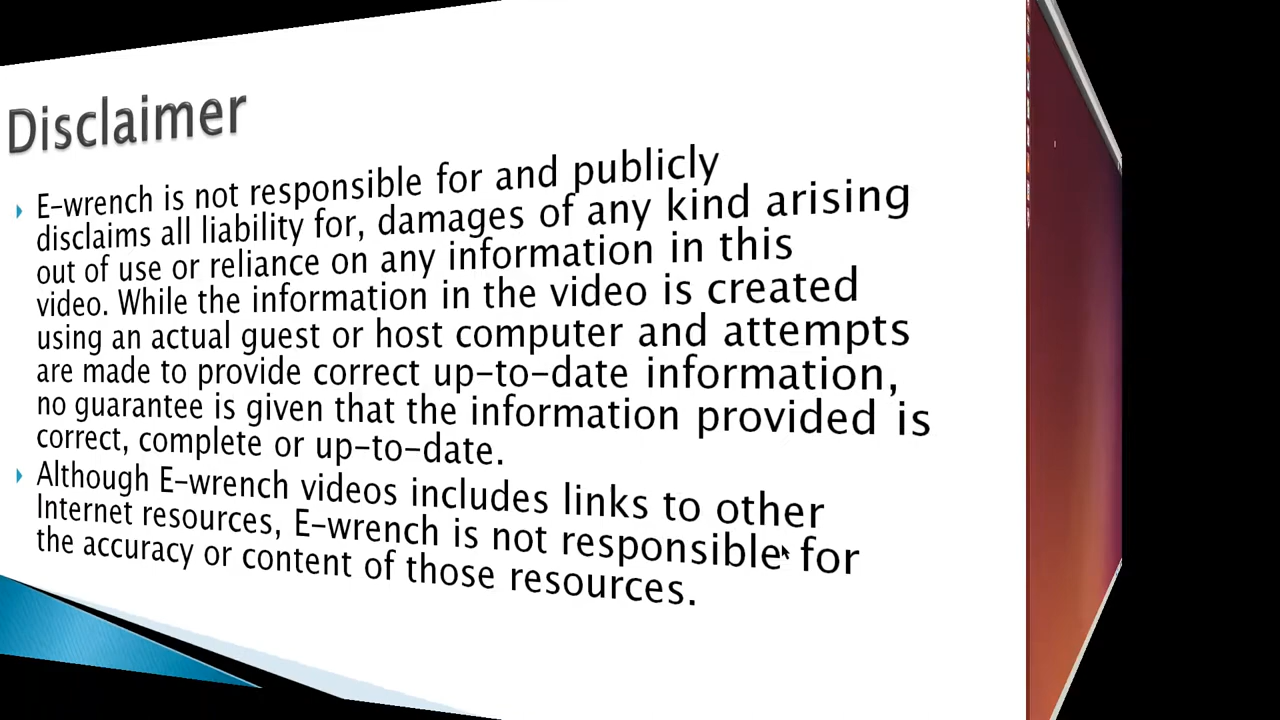 Disclaimer
E-wrench is not responsible for and publicly
disclaims all liability for, damages of any kind arising
out of use or reliance on any information in this
video. While the information in the video is created
using an actual guest or host computer and attempts
are made to provide correct up-to-date information,
no guarantee is given that the information provided is
correct, complete or up-to-date.
Although E-wrench videos includes links to other
Internet resources, E-wrench is not responsible for
the accuracy or content of those resources.